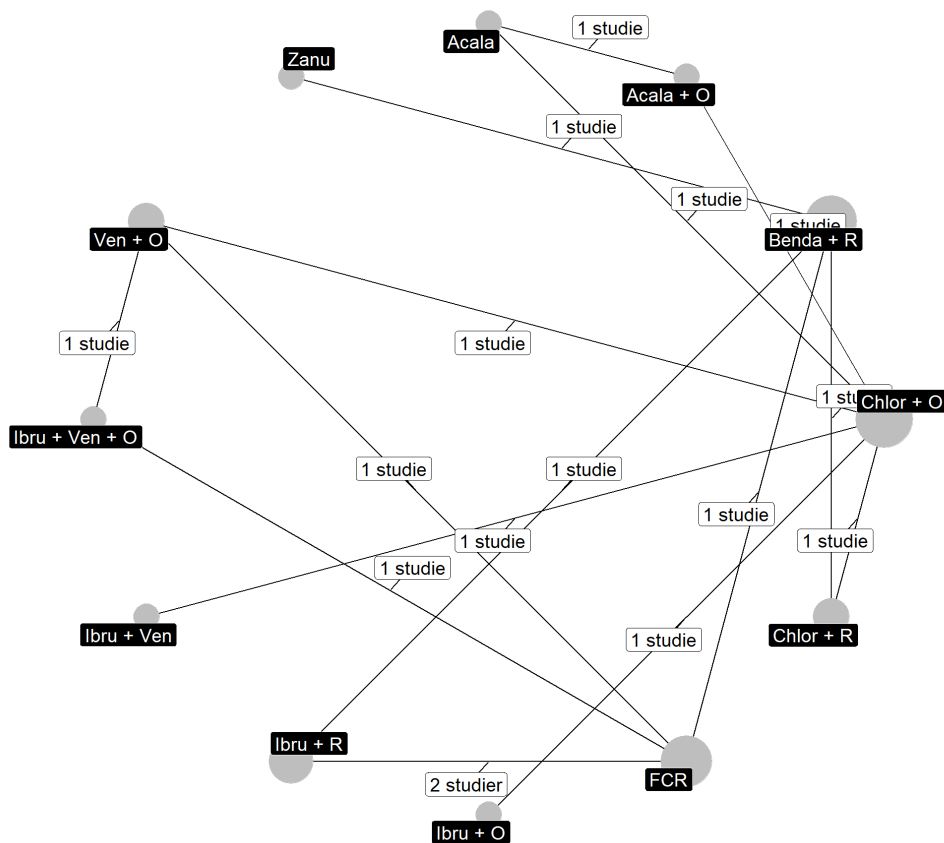 Acala
1 studie
Zanu
Acala + O
1 studie
1 studie
1 studie
Ven + O
Benda + R
1 studie
1 studie
1 studie
Chlor + O
Ibru + Ven + O
1 studie
1 studie
1 studie
1 studie
1 studie
1 studie
Ibru + Ven
Chlor + R
1 studie
Ibru + R
2 studier
FCR
Ibru + O